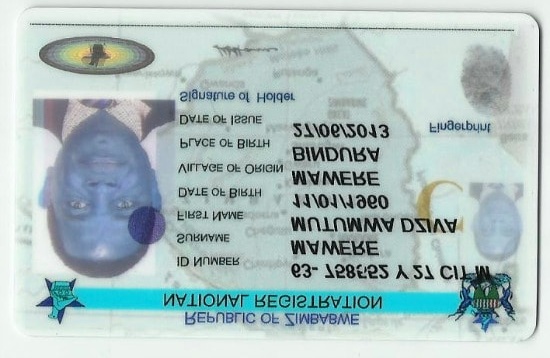 REPUBLIC OF ZIMBABWE
NATIONAL REGISTRATION
ID NUMBER 63- 758552 Y 27 CIT M
SURNAME MAWERE
FIRST NAME MUTUMWA DZIVA
DATE OF BIRTH 11/01/1960
VILLAGE OF ORIGIN MAWERE
PLACE OF BIRTH BINDURA
DATE OF ISSUE 27/06/2013
Signature of Holder
Fingerprint